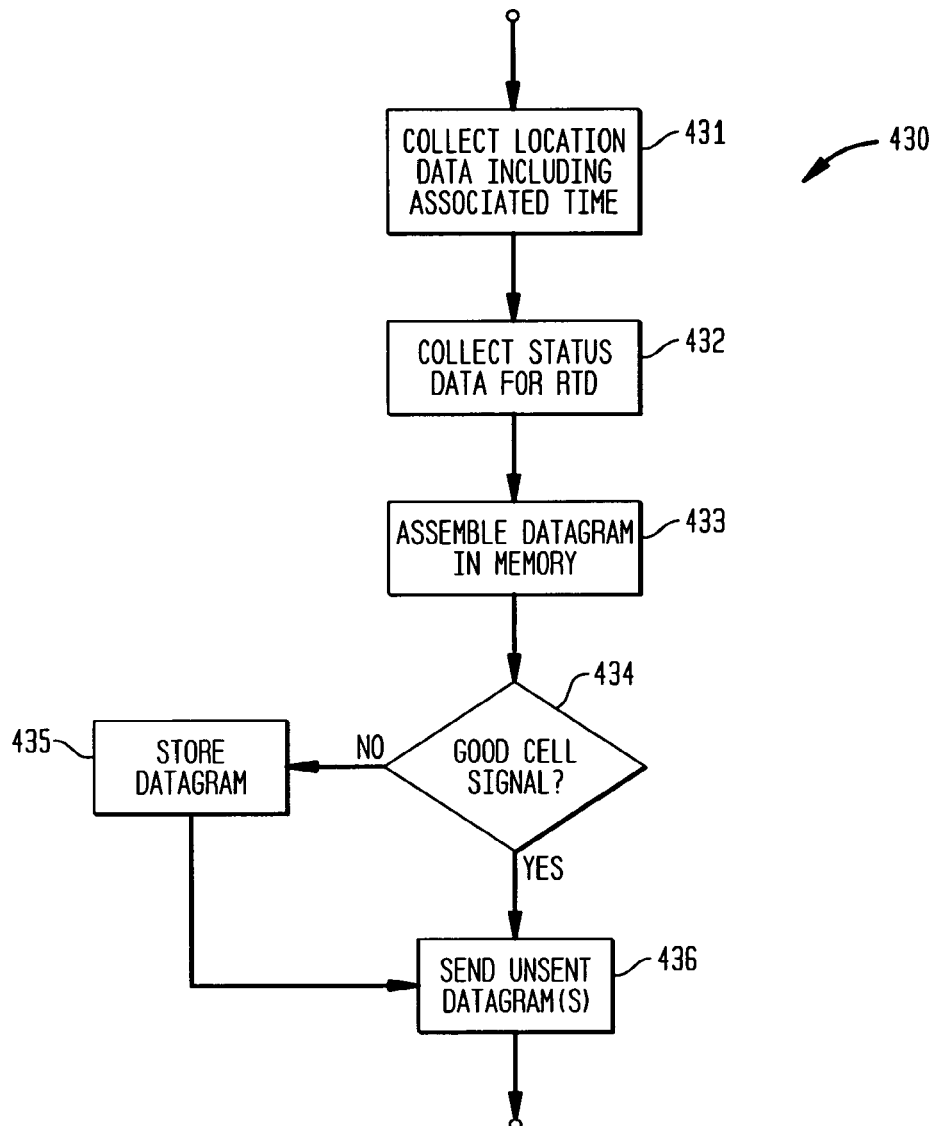 COLLECT LOCATION
DATA INCLUDING
ASSOCIATED TIME
431
430
COLLECT STATUS
DATA FOR RTD
432
ASSEMBLE DATAGRAM
IN MEMORY
433
434
GOOD CELL
SIGNAL?
NO
YES
435
STORE
DATAGRAM
SEND UNSENT
DATAGRAM(S)
436